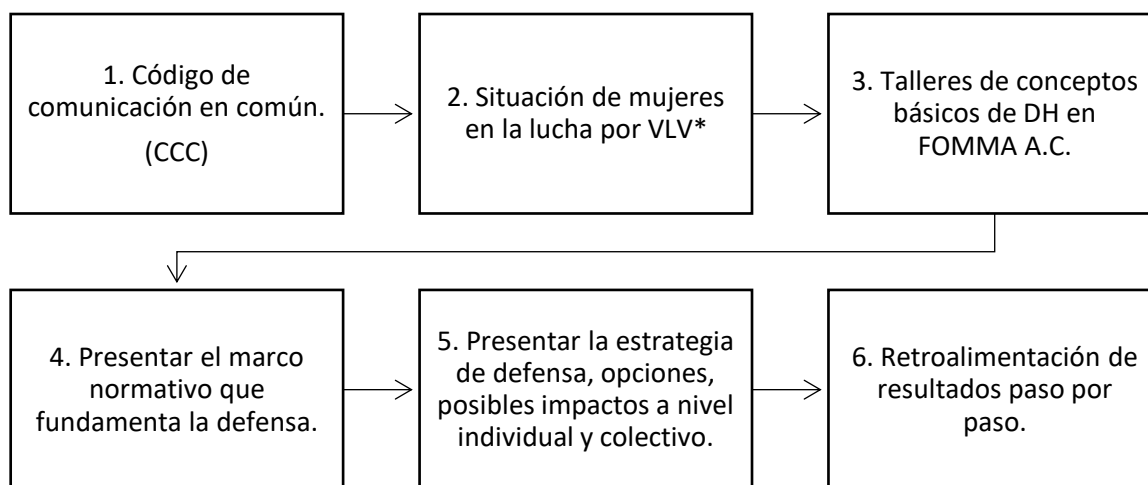 1. Código de
comunicación en común.
(CCC)
2. Situación de mujeres
en la lucha por VLV*
3. Talleres de conceptos
básicos de DH en
FOMMA A.C.
4. Presentar el marco
normativo que
fundamenta la defensa.
5. Presentar la estrategia
de defensa, opciones,
posibles impactos a nivel
individual y colectivo.
6. Retroalimentación de
resultados paso por
paso.